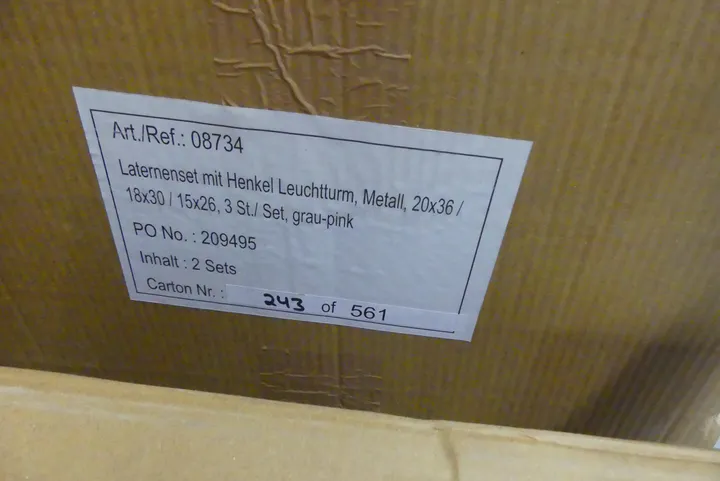 Art./Ref.: 08734
Laternenset mit Henkel Leuchtturm, Metall, 20x36 /
18x30 / 15x26, 3 St./ Set, grau-pink
PO No. : 209495
Inhalt : 2 Sets
Carton Nr. : 243 of 561